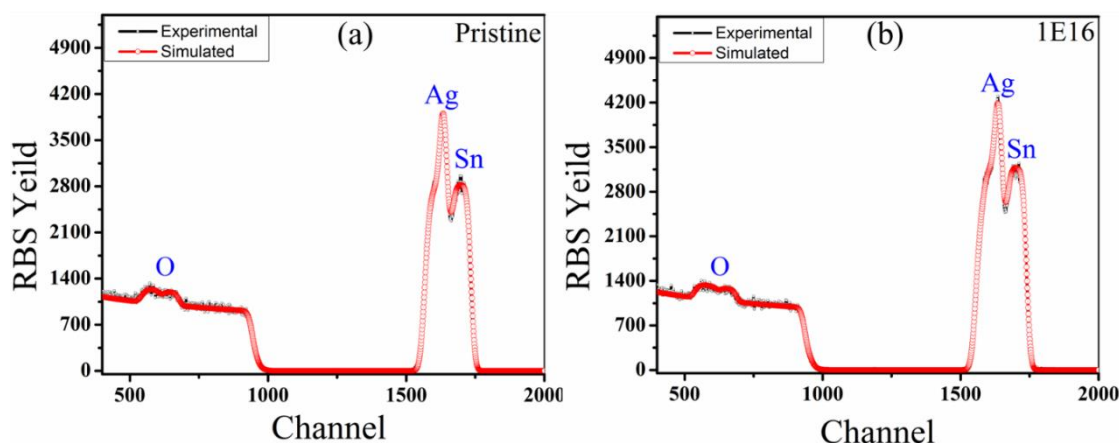 Experimental
Simulated
(a)
Pristine
4900
4200
3500
2800
2100
1400
700
0
Ag
Sn
O
RBS Yeild
500
1000
1500
2000
Channel
Experimental
Simulated
(b)
1E16
4900
4200
3500
2800
2100
1400
700
0
Ag
Sn
O
RBS Yeild
500
1000
1500
2000
Channel